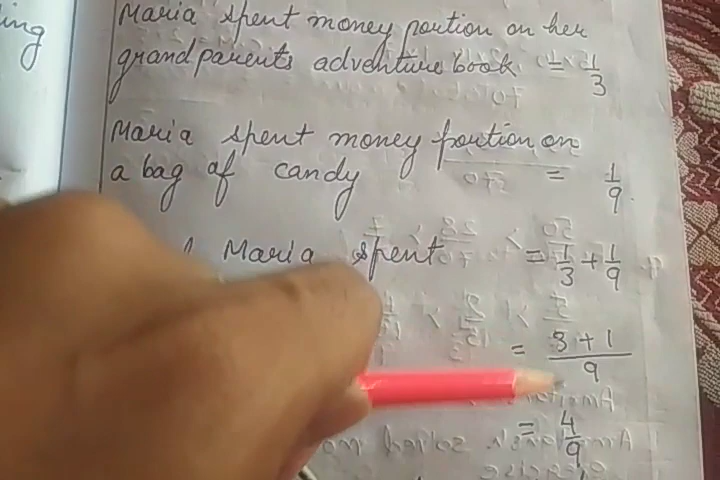 ing
Maria spent money portion on her
grandparents adventure book = 1/3
Maria spent money portion on
a bag of candy = 1/9
Maria spent = 1/3 + 1/9
= 3+1/9
= 4/9